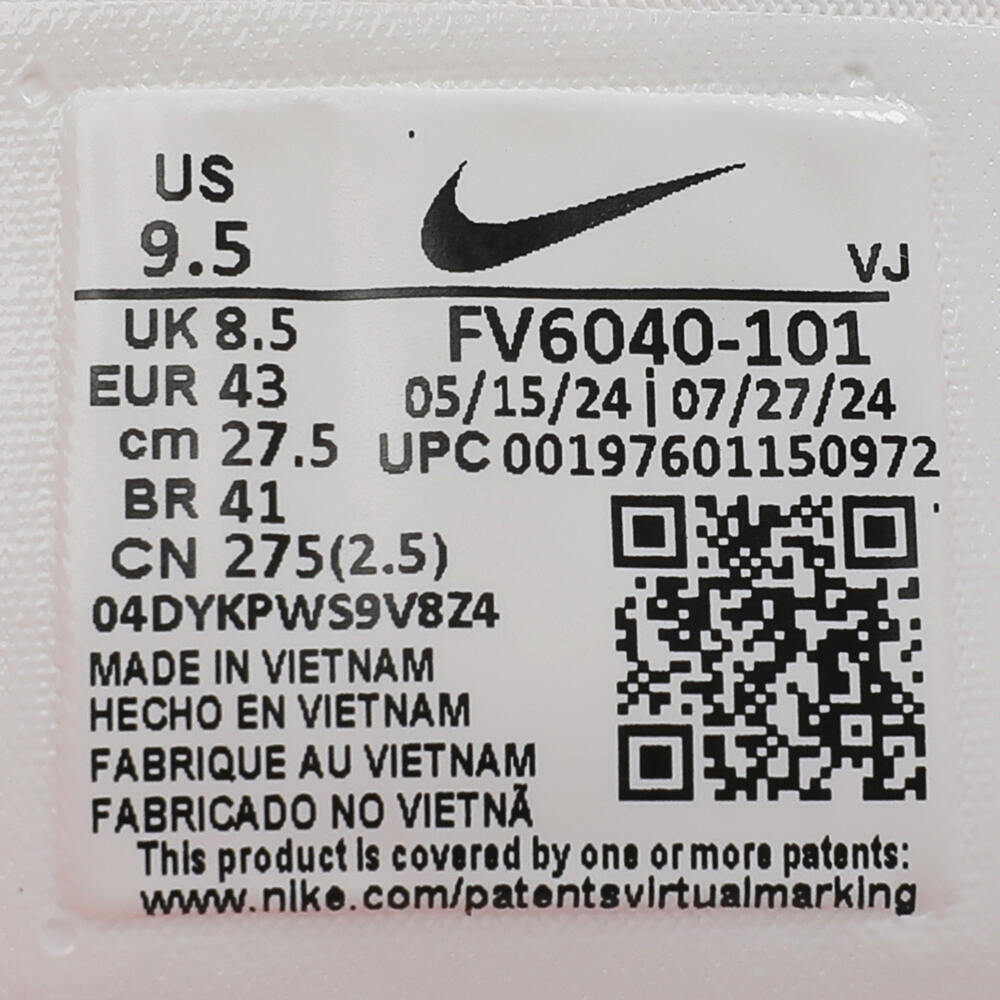 US
9.5
VJ
UK 8.5
FV6040-101
EUR 43
05/15/24 | 07/27/24
cm 27.5
UPC 00197601150972
BR 41
CN 275(2.5)
04DYKPWS9V8Z4
MADE IN VIETNAM
HECHO EN VIETNAM
FABRIQUE AU VIETNAM
FABRICADO NO VIETNÃ
This product is covered by one or more patents:
www.nike.com/patentsvirtualmarking